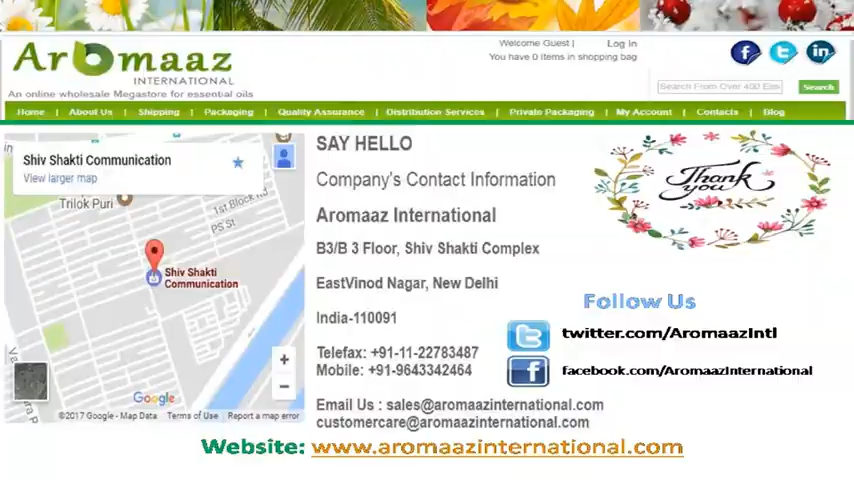 Aromaaz
INTERNATIONAL
An online wholesale Megastore for essential oils
Welcome Guest | Log In
You have 0 items in shopping bag
Search From Over 400 Ess
Search
Home | About Us | Shipping | Packaging | Quality Assurance | Distribution Services | Private Packaging | My Account | Contacts | Blog
Shiv Shakti Communication
View larger map
Trilok Puri
1st Block Rd
PS St
Shiv Shakti
Communication
Google
©2017 Google - Map Data Terms of Use Report a map error
SAY HELLO
Company's Contact Information
Aromaaz International
B3/B 3 Floor, Shiv Shakti Complex
EastVinod Nagar, New Delhi
India-110091
Telefax: +91-11-22783487
Mobile: +91-9643342464
Email Us : sales@aromaazinternational.com
customercare@aromaazinternational.com
Thank
you
Follow Us
twitter.com/AromaazIntl
facebook.com/AromaazInternational
Website: www.aromaazinternational.com